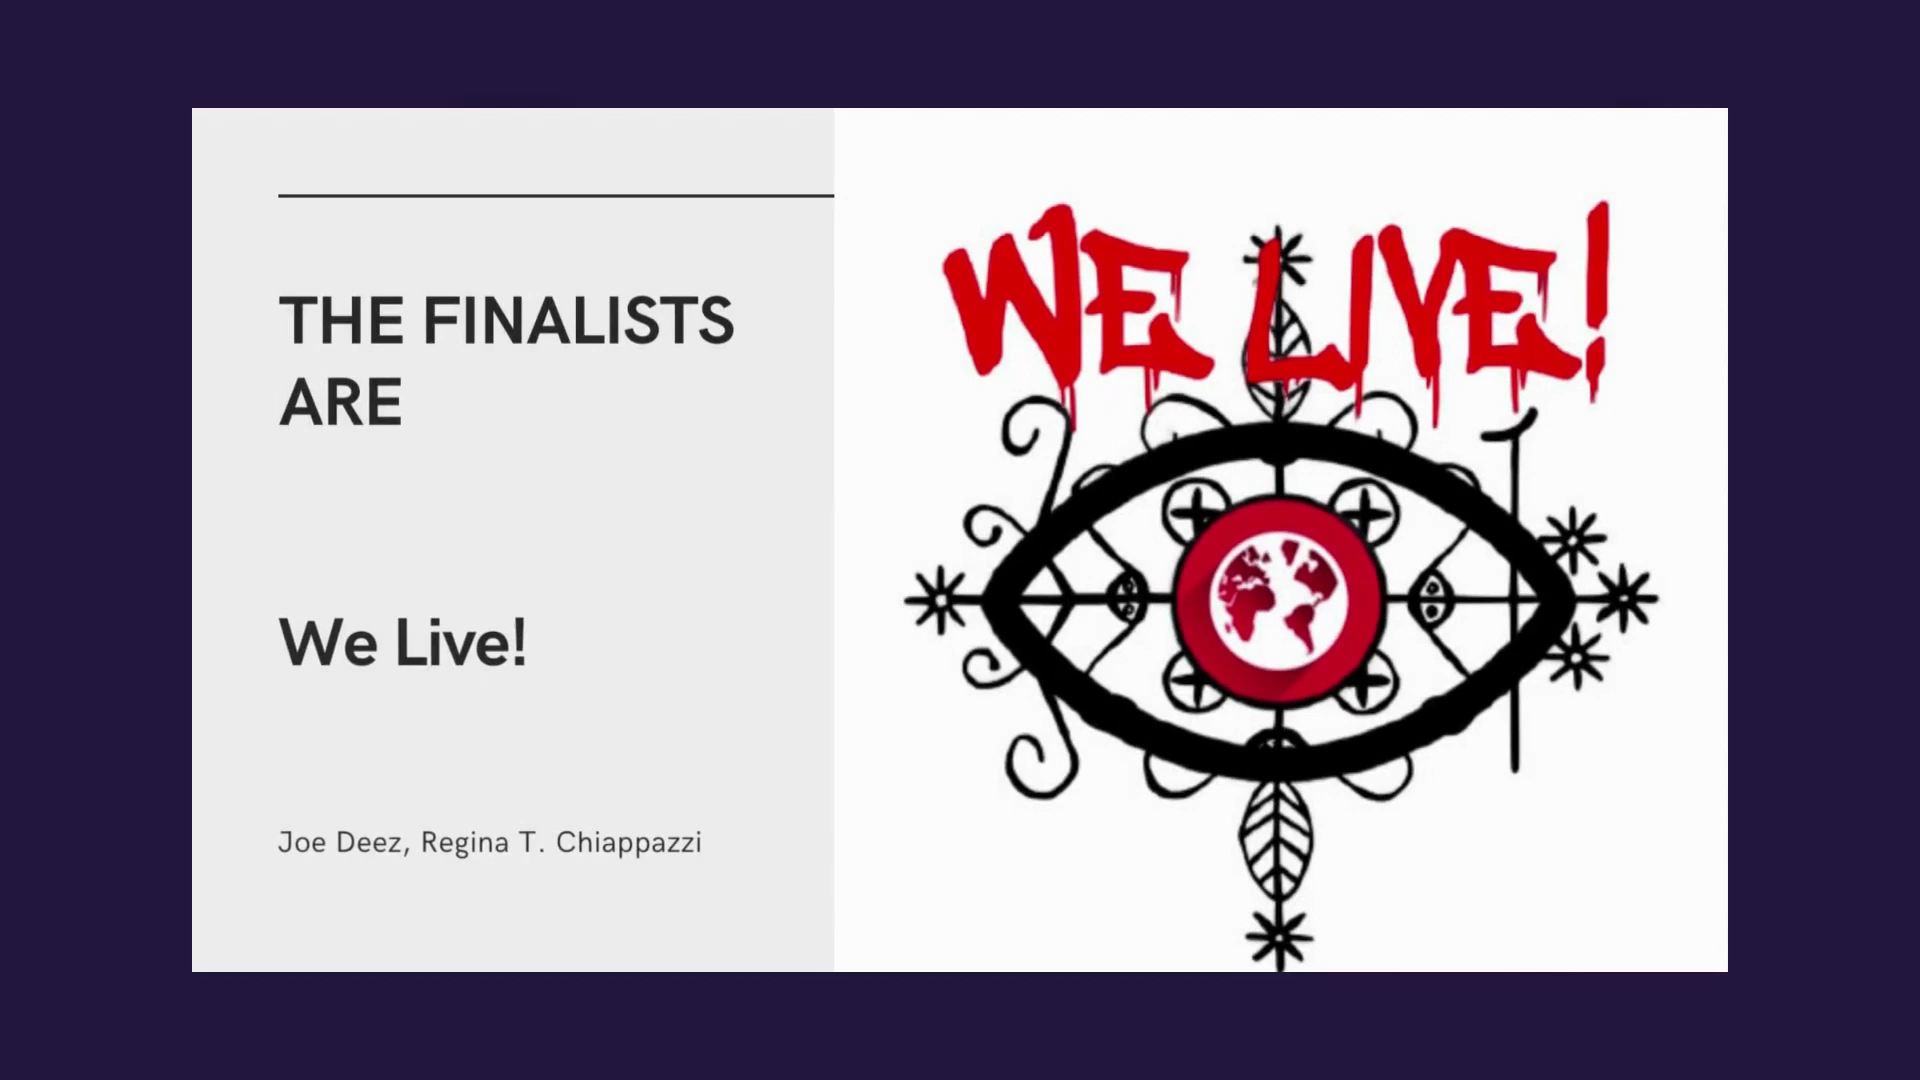 THE FINALISTS
ARE
We Live!
Joe Deez, Regina T. Chiappazzi
WE LIVE!